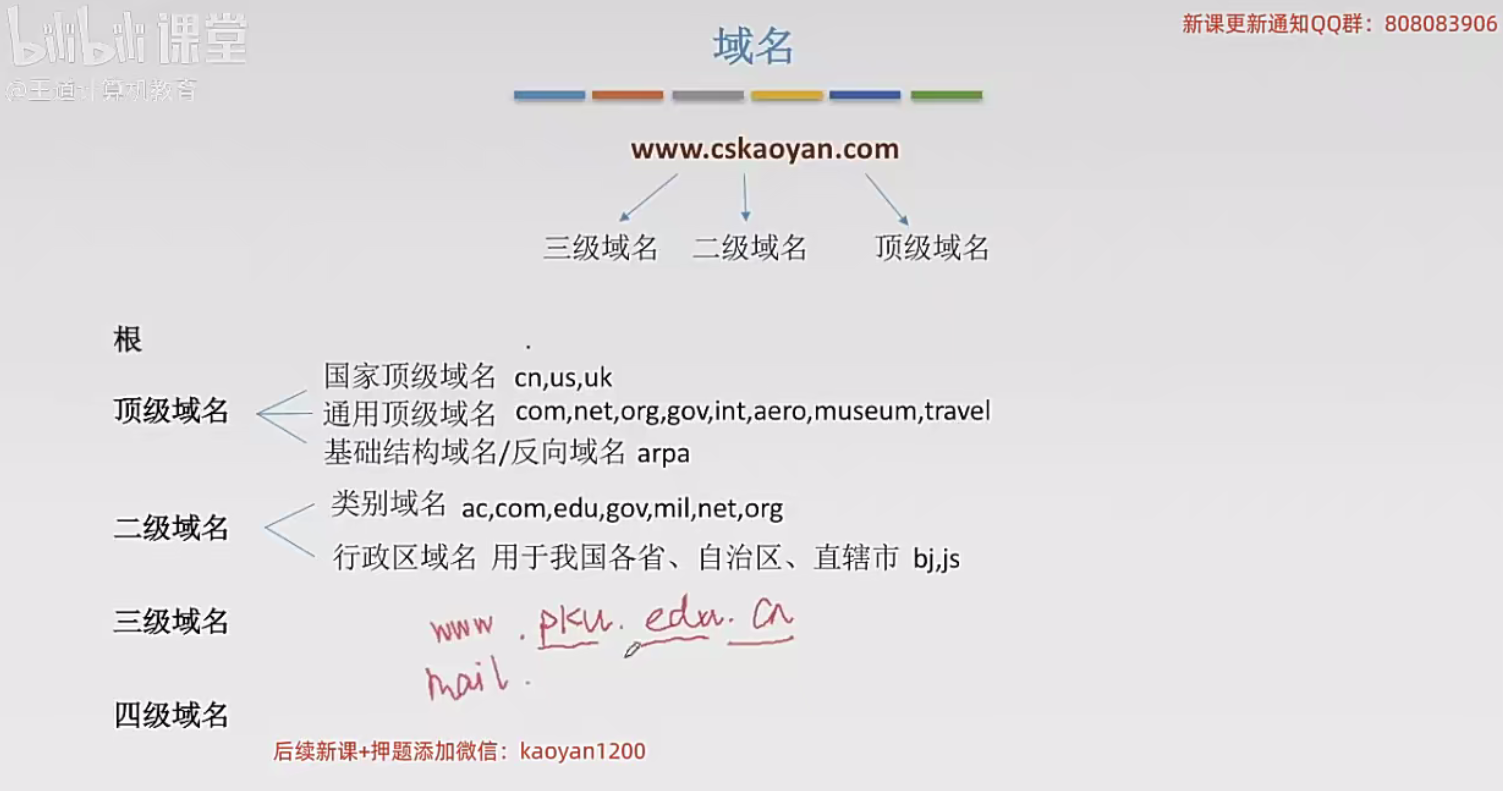 bilibili课堂
@王道计算机教育
新课更新通知QQ群：808083906
域名
www.cskaoyan.com
三级域名 二级域名 顶级域名
根 .
顶级域名
国家顶级域名 cn,us,uk
通用顶级域名 com,net,org,gov,int,aero,museum,travel
基础结构域名/反向域名 arpa
二级域名
类别域名 ac,com,edu,gov,mil,net,org
行政区域名 用于我国各省、自治区、直辖市 bj,js
三级域名
www.pku.edu.cn
mail.
四级域名
后续新课+押题添加微信：kaoyan1200